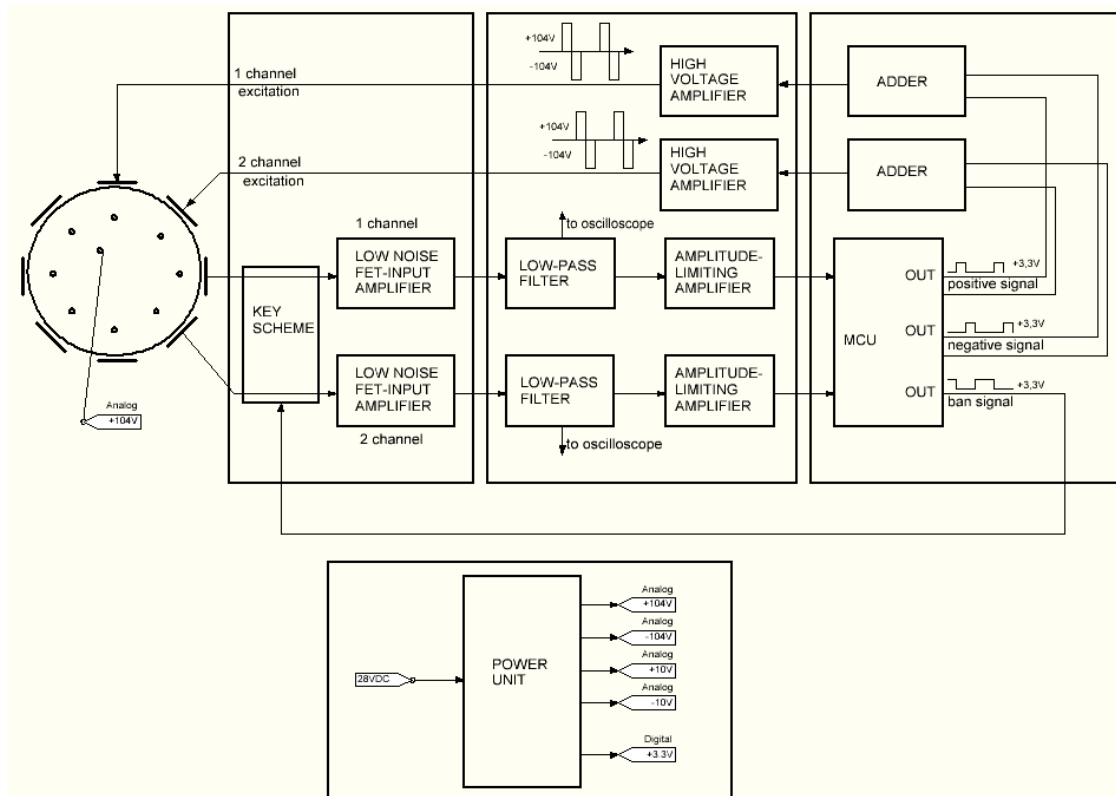 +104V
-104V
1 channel
excitation
HIGH
VOLTAGE
AMPLIFIER
ADDER
+104V
-104V
2 channel
excitation
HIGH
VOLTAGE
AMPLIFIER
ADDER
1 channel
to oscilloscope
LOW NOISE
FET-INPUT
AMPLIFIER
LOW-PASS
FILTER
AMPLITUDE-
LIMITING
AMPLIFIER
KEY
SCHEME
MCU
OUT
+3,3V
positive signal
OUT
+3,3V
negative signal
OUT
+3,3V
ban signal
LOW NOISE
FET-INPUT
AMPLIFIER
LOW-PASS
FILTER
AMPLITUDE-
LIMITING
AMPLIFIER
2 channel
to oscilloscope
Analog
+104V
28VDC
POWER
UNIT
Analog
+104V
Analog
-104V
Analog
+10V
Analog
-10V
Digital
+3.3V